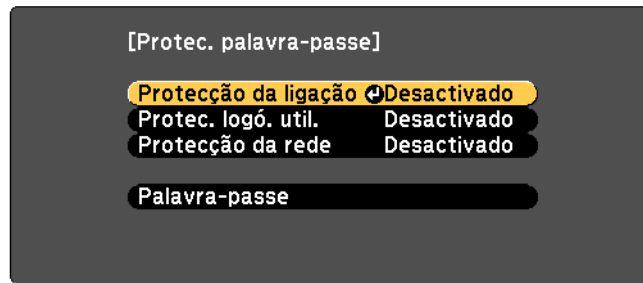 [Protec. palavra-passe]
Protecção da ligação Desactivado
Protec. logó. util. Desactivado
Protecção da rede Desactivado
Palavra-passe